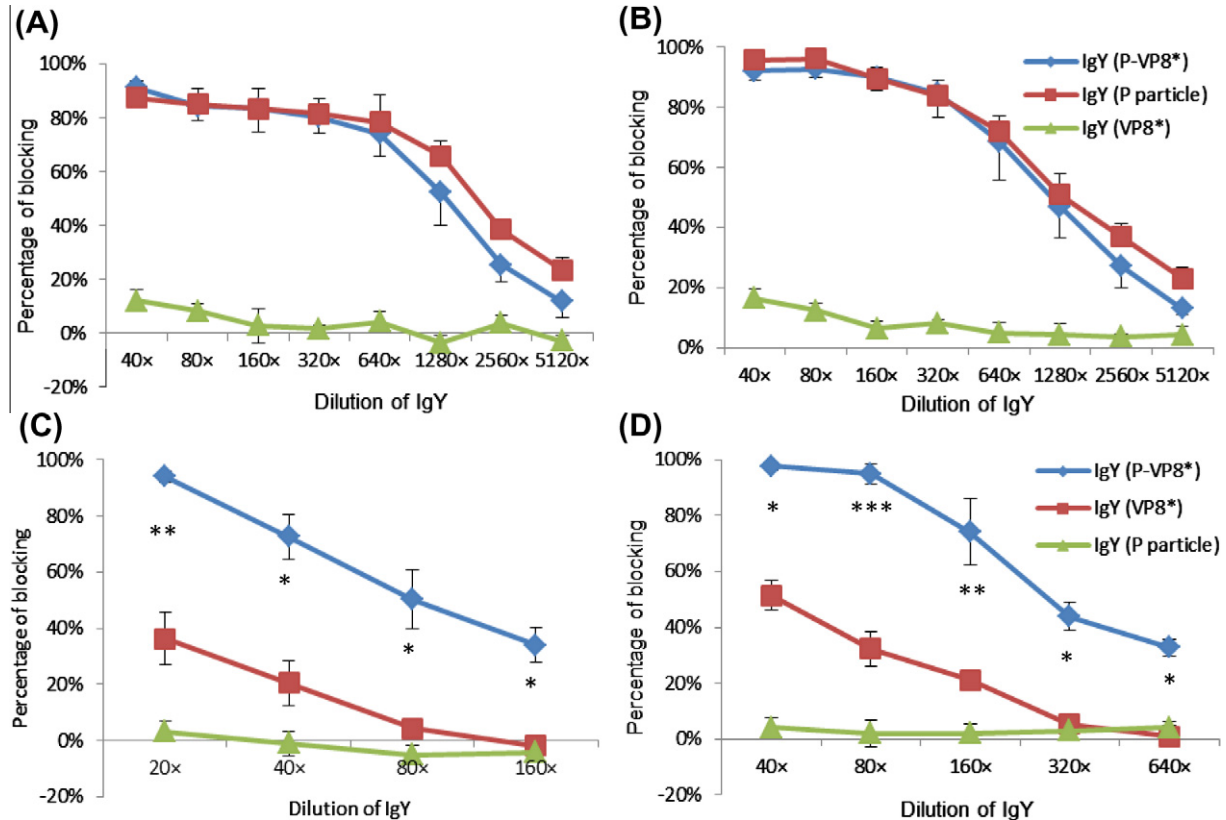 (A)
100%
80%
60%
40%
20%
0%
-20%
Percentage of blocking
40× 80× 160× 320× 640× 1280× 2560× 5120×
Dilution of IgY
(B)
100%
80%
60%
40%
20%
0%
Percentage of blocking
40× 80× 160× 320× 640× 1280× 2560× 5120×
Dilution of IgY
IgY (P-VP8*)
IgY (P particle)
IgY (VP8*)
(C)
100%
80%
60%
40%
20%
0%
-20%
Percentage of blocking
**
*
*
*
20× 40× 80× 160×
Dilution of IgY
(D)
100%
80%
60%
40%
20%
0%
-20%
Percentage of blocking
*
***
**
*
*
40× 80× 160× 320× 640×
Dilution of IgY
IgY (P-VP8*)
IgY (VP8*)
IgY (P particle)